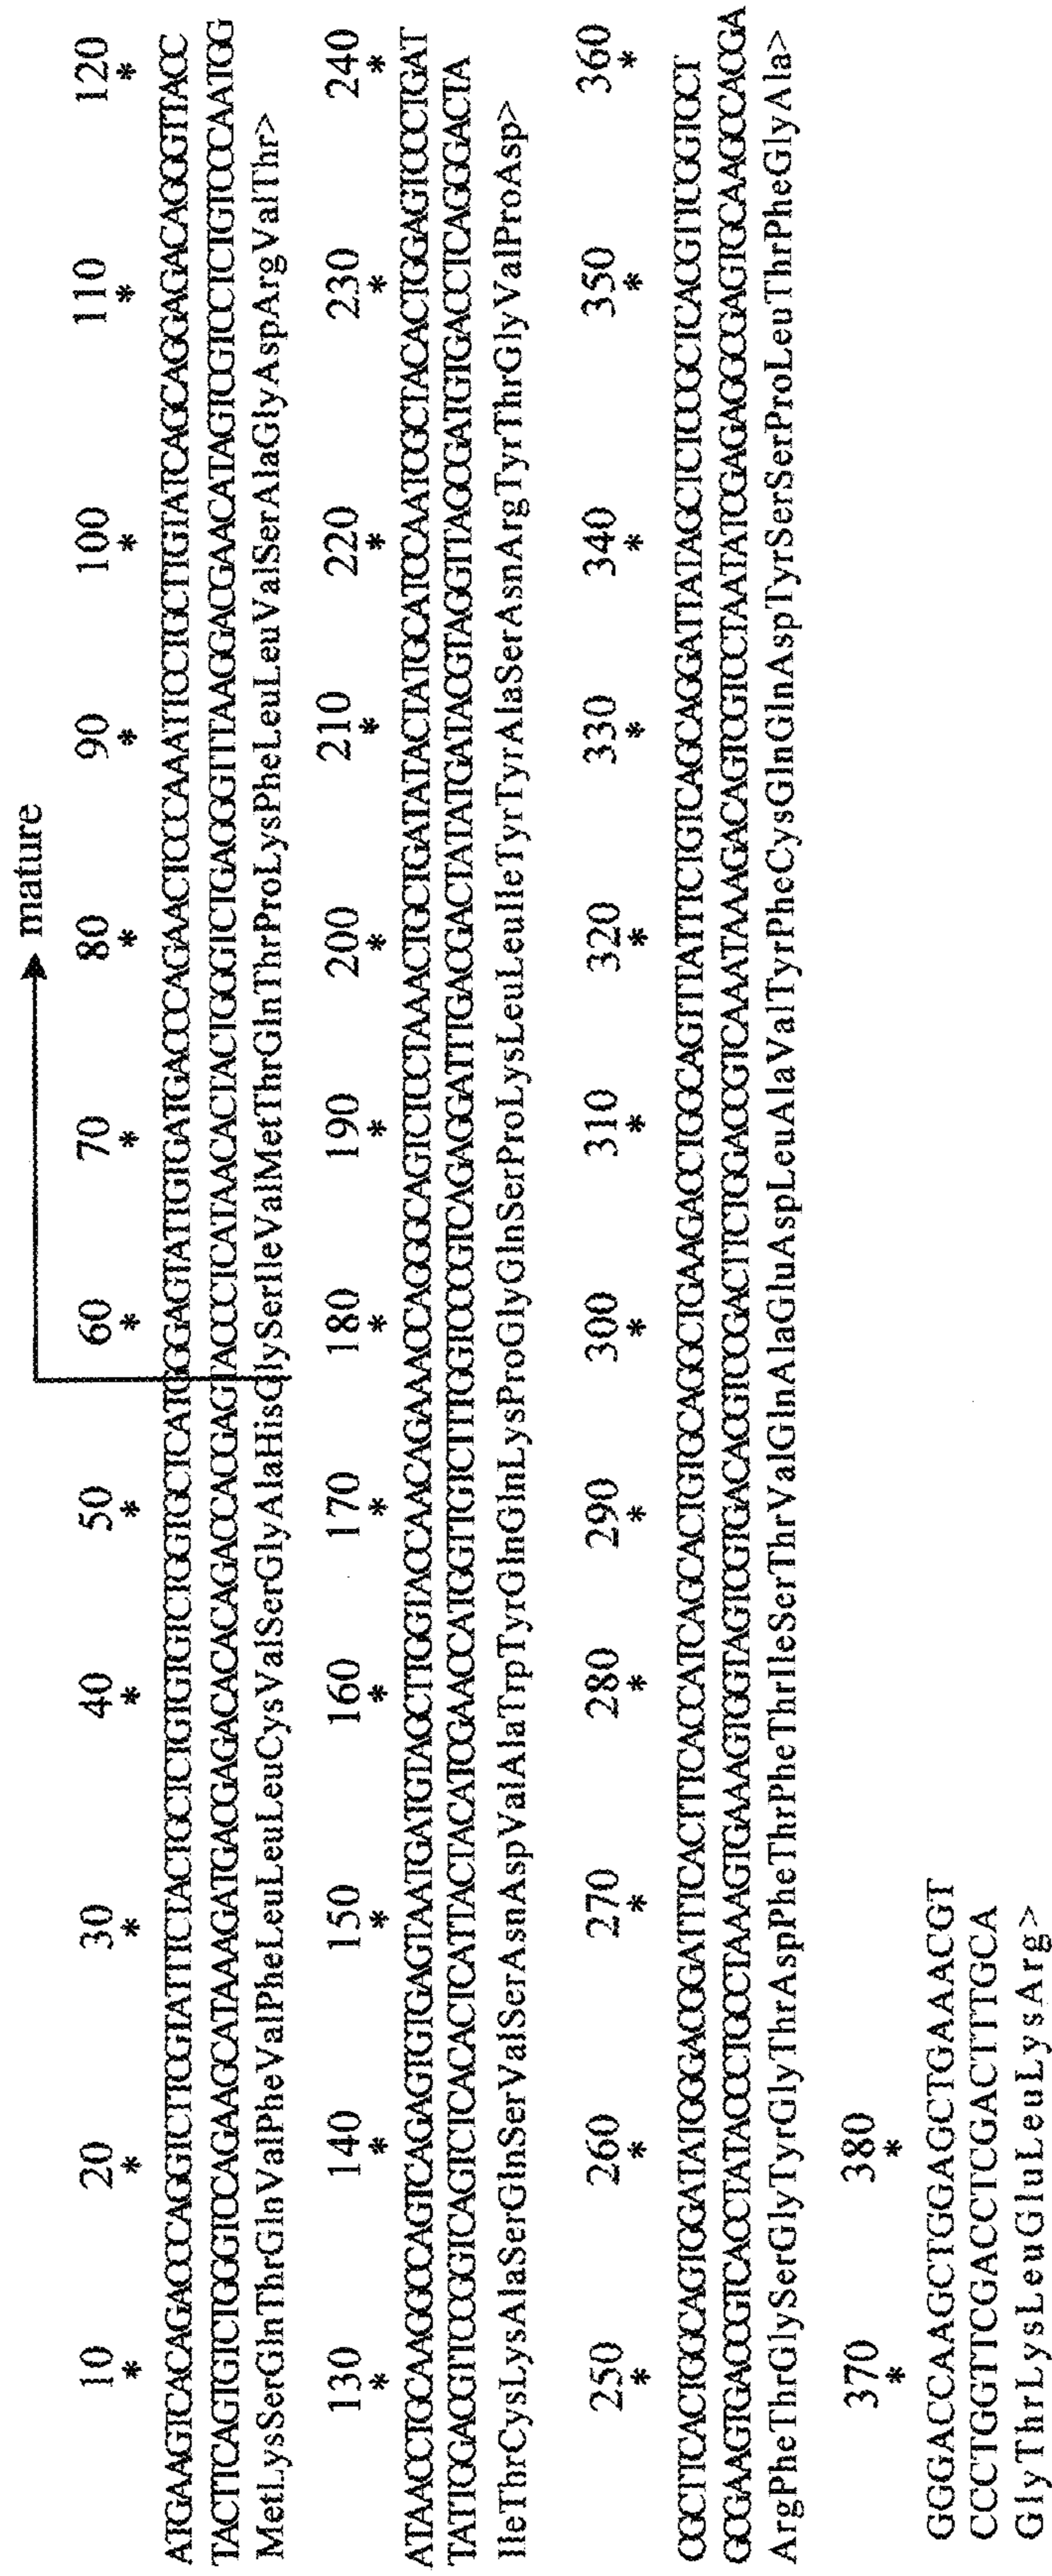 mature
10 20 30 40 50 60 70 80 90 100 110 120
* * * * * * * * * * * *
ATGAAGTCACAGACCCAGGTCTTCGTATTTCTACTGCTCTGTGTGTCTGGTGCTCATGGGAGTATTGTGATGACCCAGACTCCCAAATTCCTGCTTGTATCAGCAGGAGACAGGGTTACC
TACTTCAGTGTCTGGGTCCAGAAGCATAAAGATGACGAGACACACAGACCACGAGTACCCTCATAACACTACTGGGTCTGAGGGTTTAAGGACGAACATAGTCGTCCTCTGTCCCAATGG
MetLysSerGlnThrGlnValPheValPheLeuLeuLeuCysValSerGlyAlaHisGlySerIleValMetThrGlnThrProLysPheLeuLeuValSerAlaGlyAspArgValThr>
130 140 150 160 170 180 190 200 210 220 230 240
* * * * * * * * * * * *
ATAACCTGCAAGGCCAGTCAGAGTGTGAGTAATGATGTAGCTTGGTACCAACAGAAACCAGGGCAGTCTCCTAAACTGCTGATATACTATGCATCCAATCGCTACACTGGAGTCCCTGAT
TATTGGACGTTCCGGTCAGTCTCACACTCATTACTACATCGAACCATGGTTGTCTTTGGTCCCGTCAGAGGATTTGACGACTATATGATACGTAGGTTAGCGATGTGACCTCAGGGACTA
IleThrCysLysAlaSerGlnSerValSerAsnAspValAlaTrpTyrGlnGlnLysProGlyGlnSerProLysLeuLeuIleTyrTyrAlaSerAsnArgTyrThrGlyValProAsp>
250 260 270 280 290 300 310 320 330 340 350 360
* * * * * * * * * * * *
CGCTTCACTGGCAGTGGATATGGGACGGATTTCACTTTCACCATCAGCACTGTGCAGGCTGAAGACCTGGCAGTTTATTTCTGTCAGCAGGATTATAGCTCTCCGCTCACGTTCGGTGCT
GCGAAGTGACCGTCACCTATACCCTGCCTAAAGTGAAAGTGGTAGTCGTGACACGTCCGACTTCTGGACCGTCAAATAAAGACAGTCGTCCTAATATCGAGAGGCGAGTGCAAGCCACGA
ArgPheThrGlySerGlyTyrGlyThrAspPheThrPheThrIleSerThrValGlnAlaGluAspLeuAlaValTyrPheCysGlnGlnAspTyrSerSerProLeuThrPheGlyAla>
370 380
* *
GGGACCAAGCTGGAGCTGAAACGT
CCCTGGTTCGACCTCGACTTTGCA
GlyThrLysLeuGluLeuLysArg>